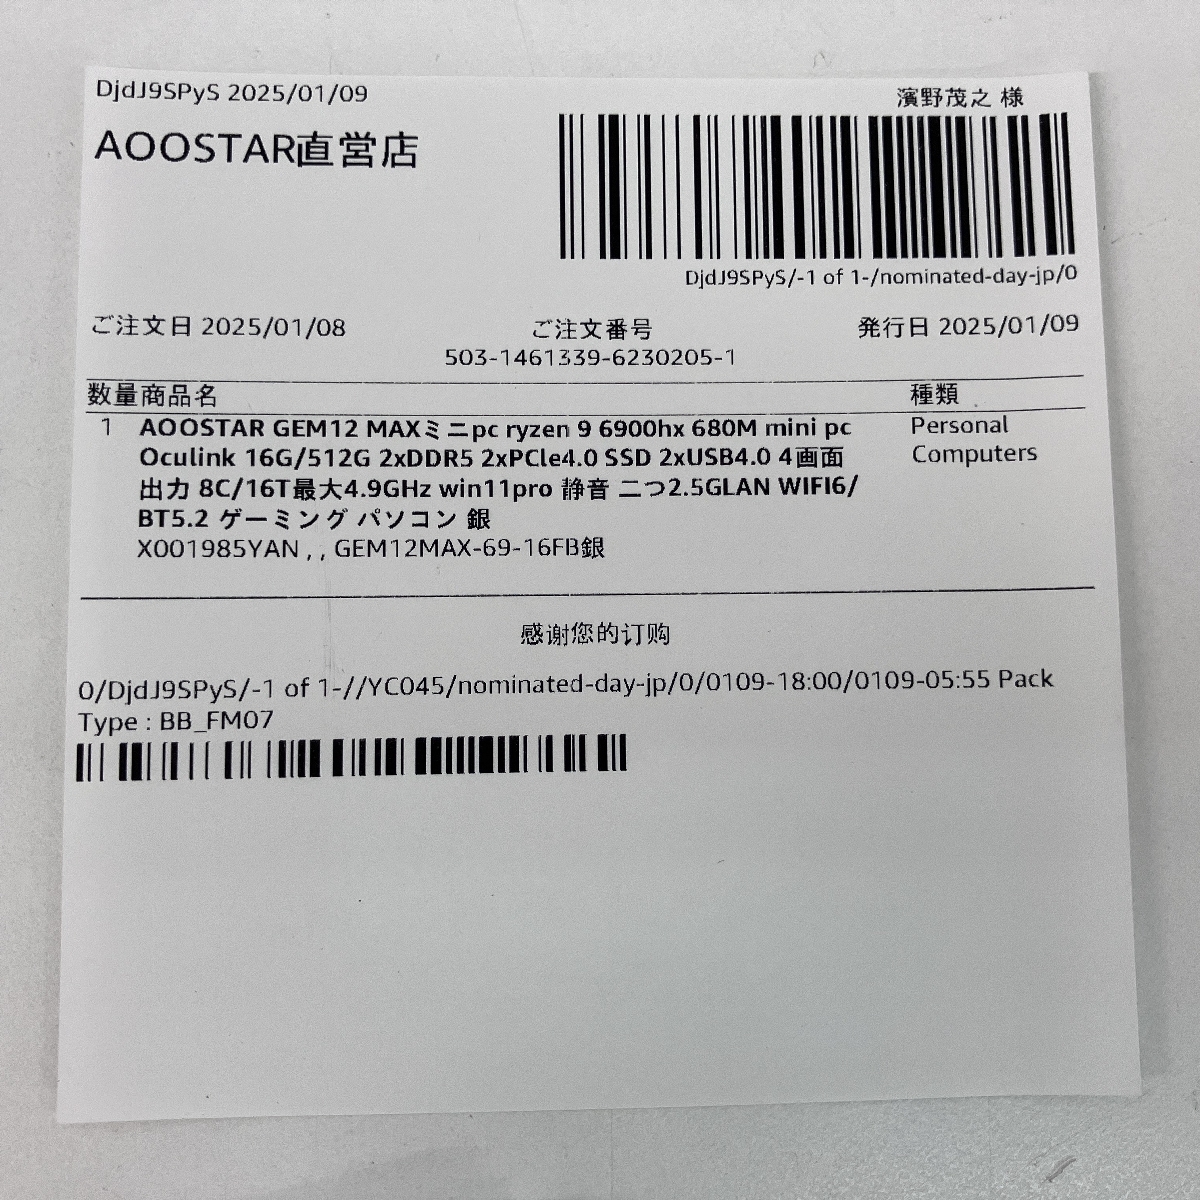 DjdJ9SPyS 2025/01/09
濱野茂之 様
AOOSTAR直営店
DjdJ9SPyS/-1 of 1-/nominated-day-jp/0
ご注文日 2025/01/08
ご注文番号
発行日 2025/01/09
503-1461339-6230205-1
数量 商品名 種類
1 AOOSTAR GEM12 MAXミニpc ryzen 9 6900hx 680M mini pc Personal
Oculink 16G/512G 2xDDR5 2xPCle4.0 SSD 2xUSB4.0 4画面 Computers
出力 8C/16T最大4.9GHz win11pro 静音 二つ2.5GLAN WIFI6/
BT5.2 ゲーミング パソコン 銀
X001985YAN , , GEM12MAX-69-16FB銀
感谢您的订购
0/DjdJ9SPyS/-1 of 1-//YC045/nominated-day-jp/0/0109-18:00/0109-05:55 Pack
Type : BB_FM07